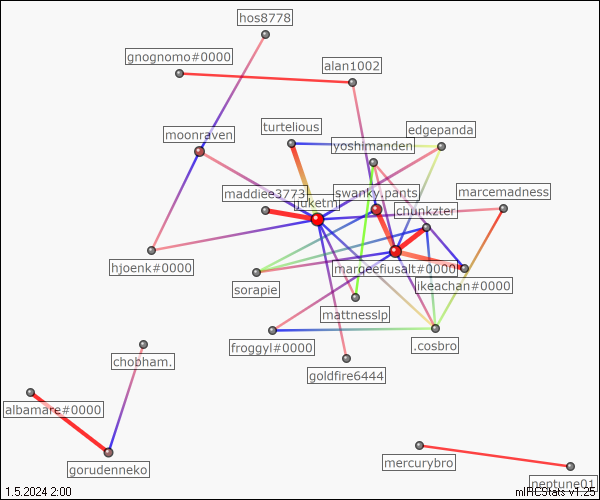 hos8778
gnognomo#0000
alan1002
turtelious
edgepanda
moonraven
yoshimanden
maddiee3773
swanky.pants
marcemadness
jjuketnj
chunkzter
marqeefiusalt#0000
hjoenk#0000
ikeachan#0000
sorapie
mattnesslp
froggyl#0000
.cosbro
chobham.
goldfire6444
albamare#0000
gorudenneko
mercurybro
neptune01
1.5.2024 2:00
mIRCStats v1.25